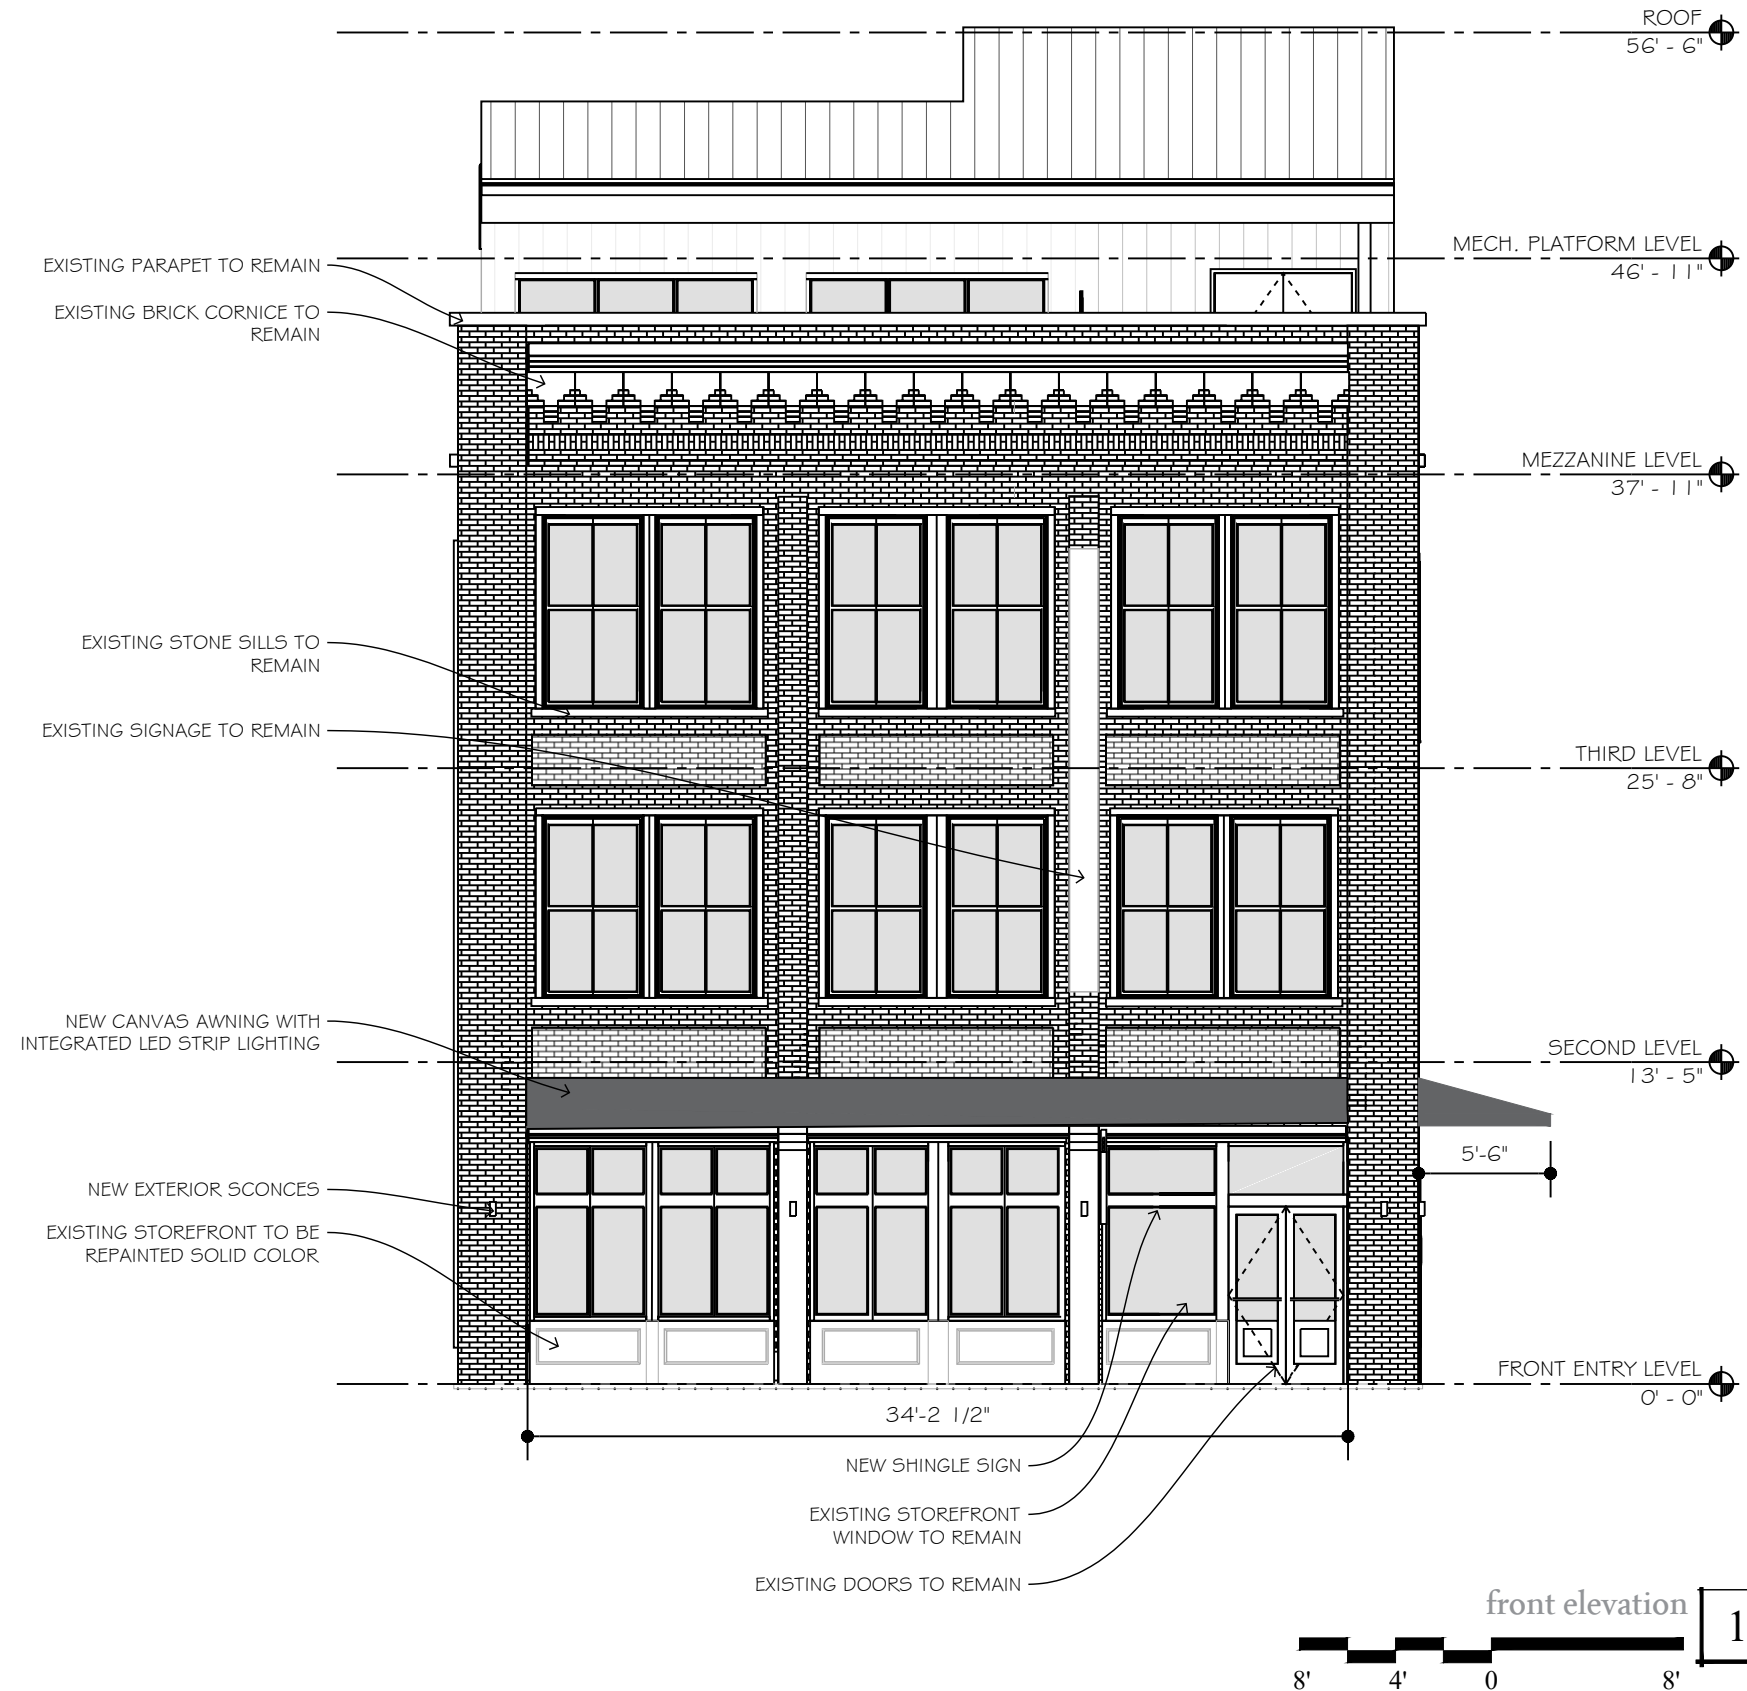 ROOF
56' - 6"
MECH. PLATFORM LEVEL
46' - 11"
EXISTING PARAPET TO REMAIN
EXISTING BRICK CORNICE TO
REMAIN
MEZZANINE LEVEL
37' - 11"
EXISTING STONE SILLS TO
REMAIN
EXISTING SIGNAGE TO REMAIN
THIRD LEVEL
25' - 8"
NEW CANVAS AWNING WITH
INTEGRATED LED STRIP LIGHTING
SECOND LEVEL
13' - 5"
5'-6"
NEW EXTERIOR SCONCES
EXISTING STOREFRONT TO BE
REPAINTED SOLID COLOR
FRONT ENTRY LEVEL
0' - 0"
34'-2 1/2"
NEW SHINGLE SIGN
EXISTING STOREFRONT
WINDOW TO REMAIN
EXISTING DOORS TO REMAIN
front elevation
1
8' 4' 0 8'